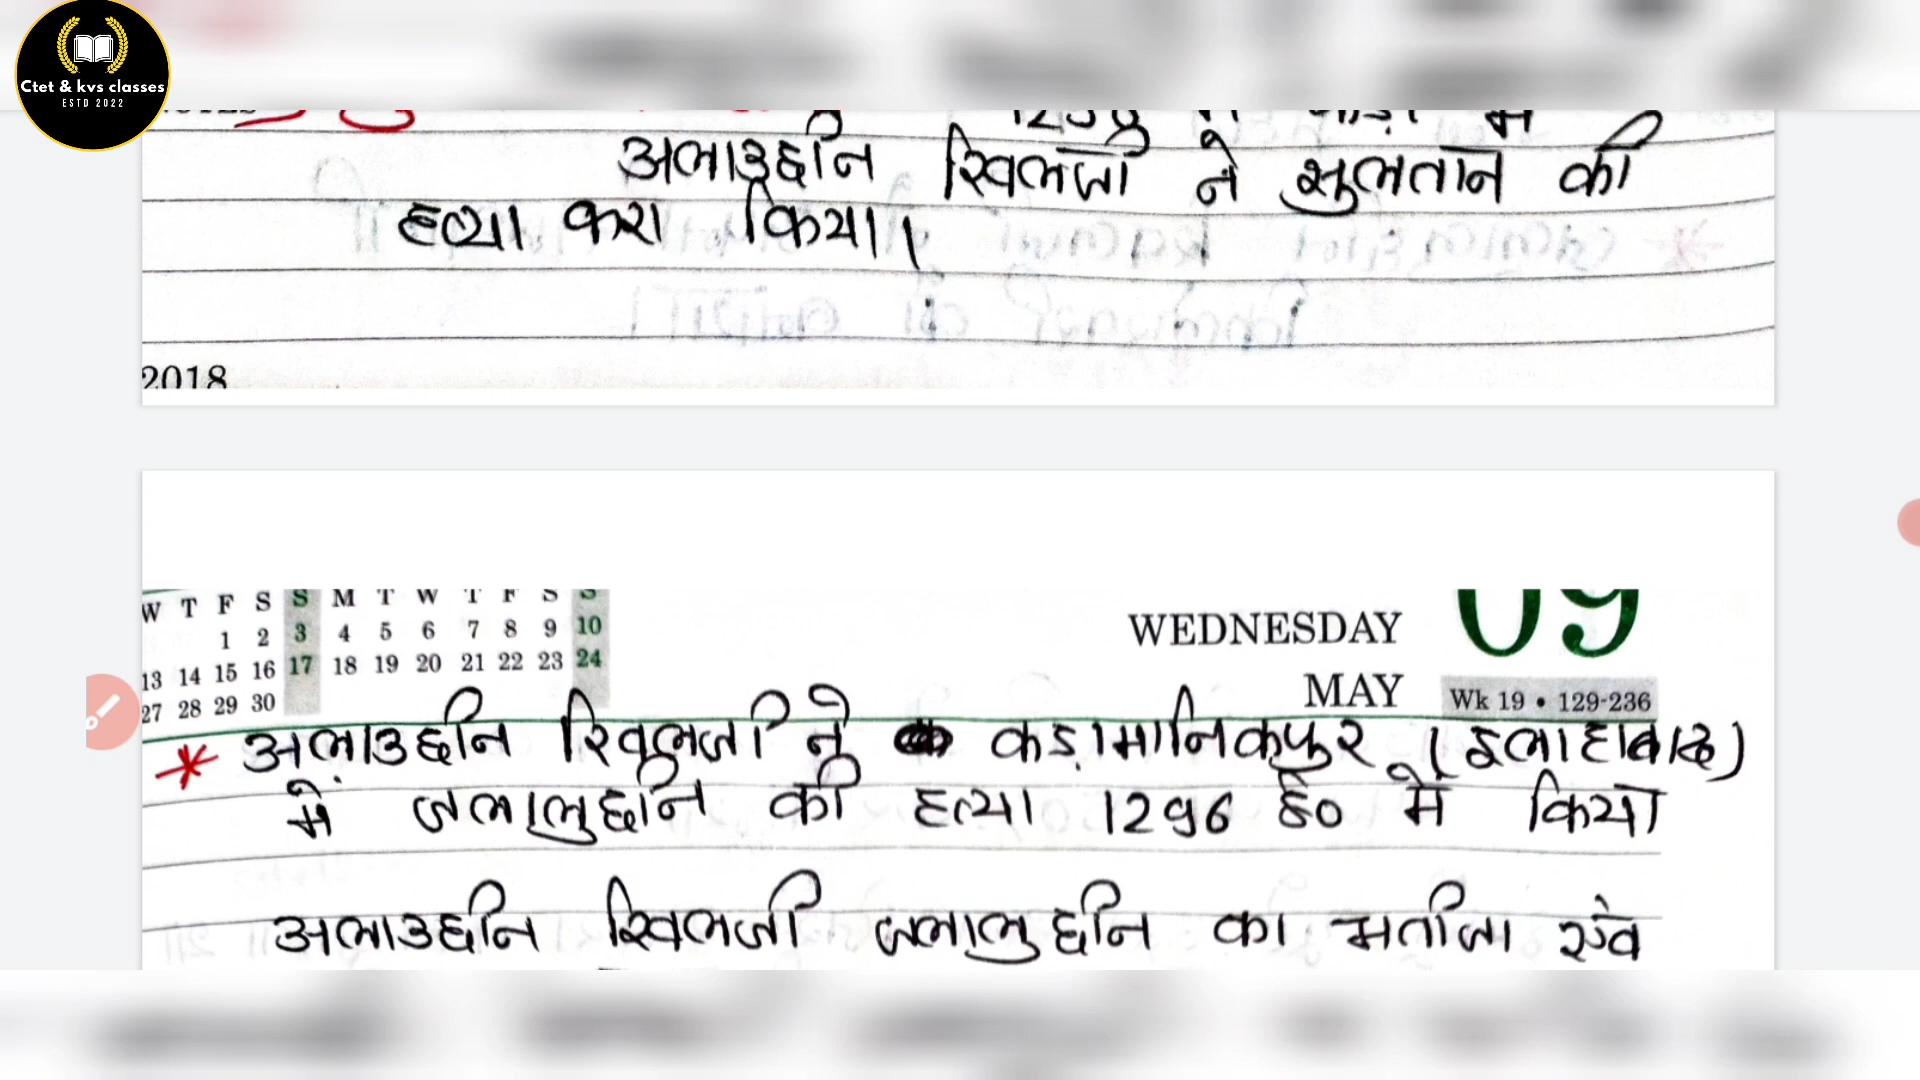 Ctet & kvs classes
ESTD 2022
अलाउद्दीन खिलजी ने सुलतान की
हत्या करा किया।
2018
W T F S S M T W T F S S
1 2 3 4 5 6 7 8 9 10
13 14 15 16 17 18 19 20 21 22 23 24
27 28 29 30
WEDNESDAY 09
MAY Wk 19 • 129-236
* अलाउद्दीन खिलजी ने कड़ामानिकपुर (इलाहाबाद)
में जलालुद्दीन की हत्या 1296 ई० में किया
अलाउद्दीन खिलजी जलालुद्दीन का भतीजा एंव